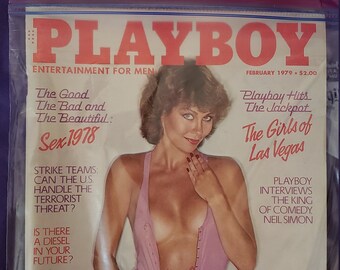 PLAYBOY
ENTERTAINMENT FOR MEN
FEBRUARY 1979 • $2.00
The Good
The Bad and
The Beautiful:
Sex 1978
STRIKE TEAMS
CAN THE U.S.
HANDLE THE
TERRORIST
THREAT?
IS THERE
A DIESEL
IN YOUR
FUTURE?
Playboy Hits
The Jackpot
The Girls of
Las Vegas
PLAYBOY
INTERVIEWS
THE KING
OF COMEDY,
NEIL SIMON